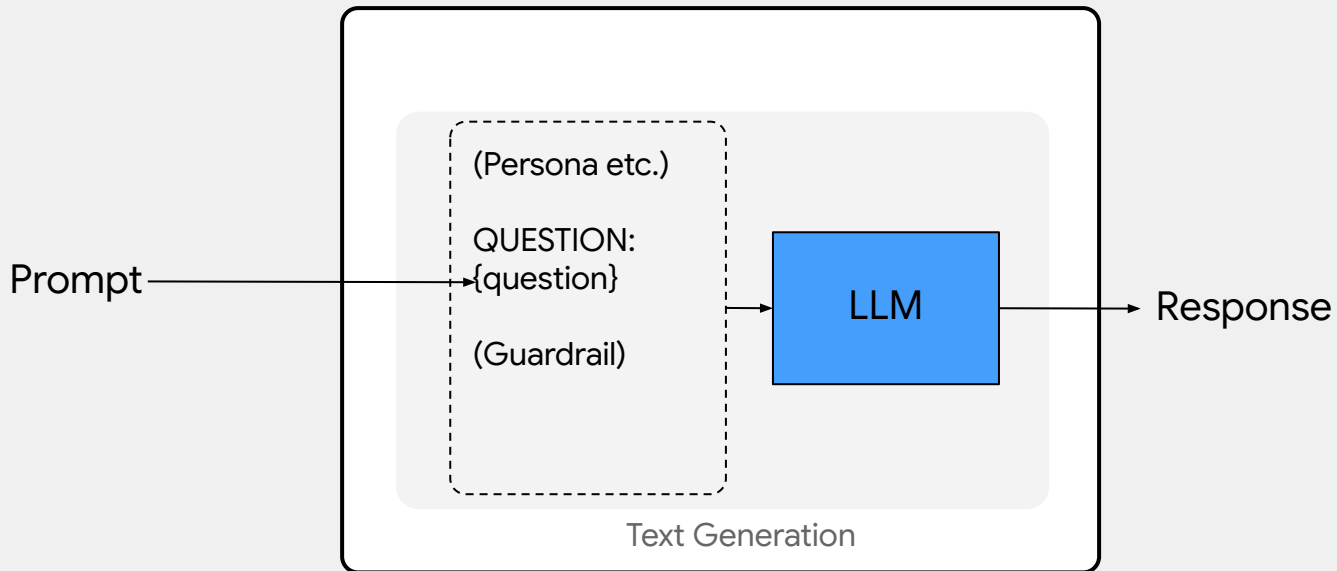 Prompt
(Persona etc.)
QUESTION:
{question}
(Guardrail)
LLM
Response
Text Generation